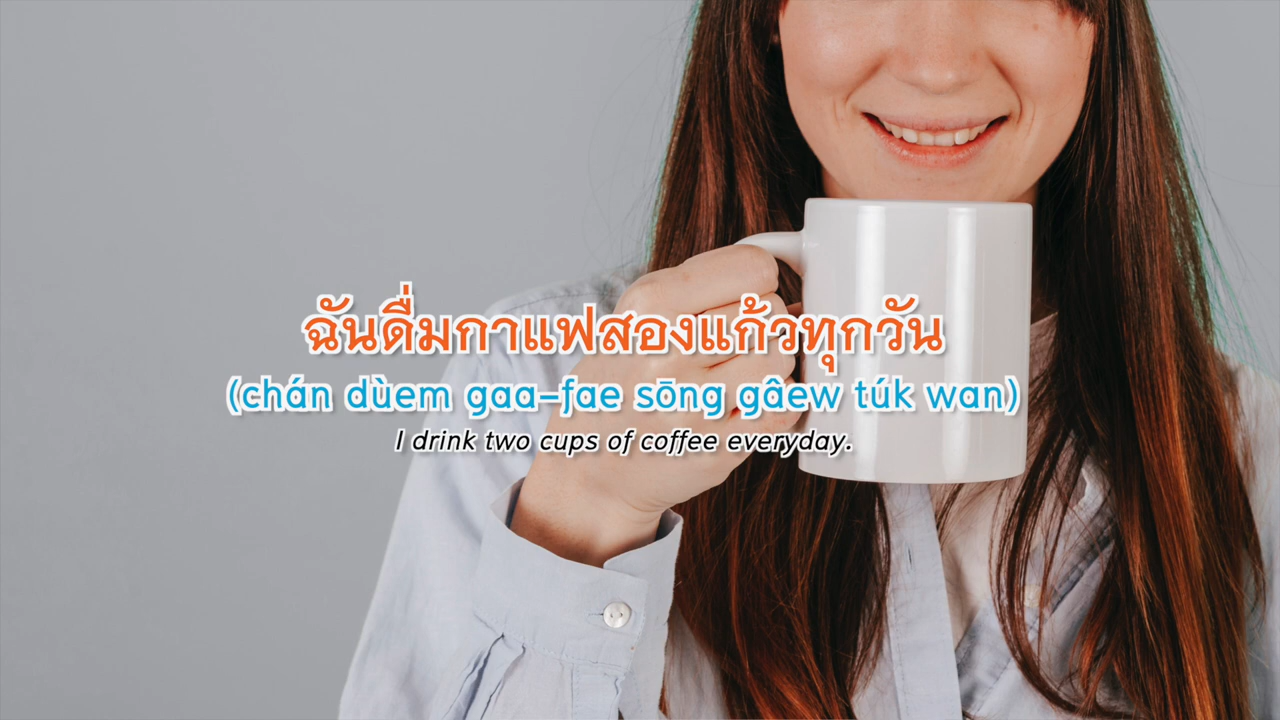 ฉันดื่มกาแฟสองแก้วทุกวัน
(chán dùem gaa-fae sōng gâew túk wan)
I drink two cups of coffee everyday.